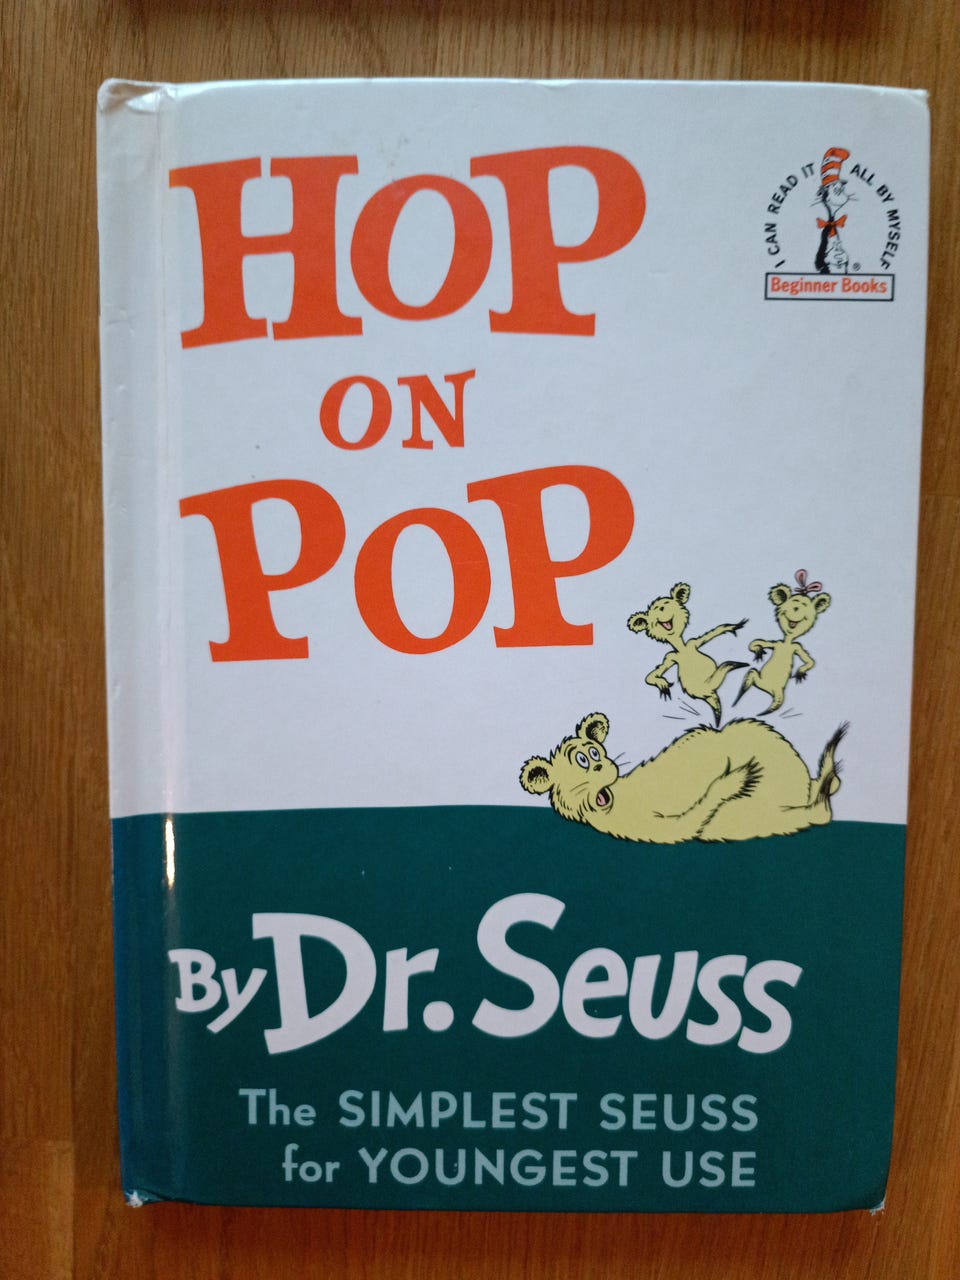 HOP
ON
POP
I CAN READ IT ALL BY MYSELF
®
Beginner Books
By Dr. Seuss
The SIMPLEST SEUSS
for YOUNGEST USE